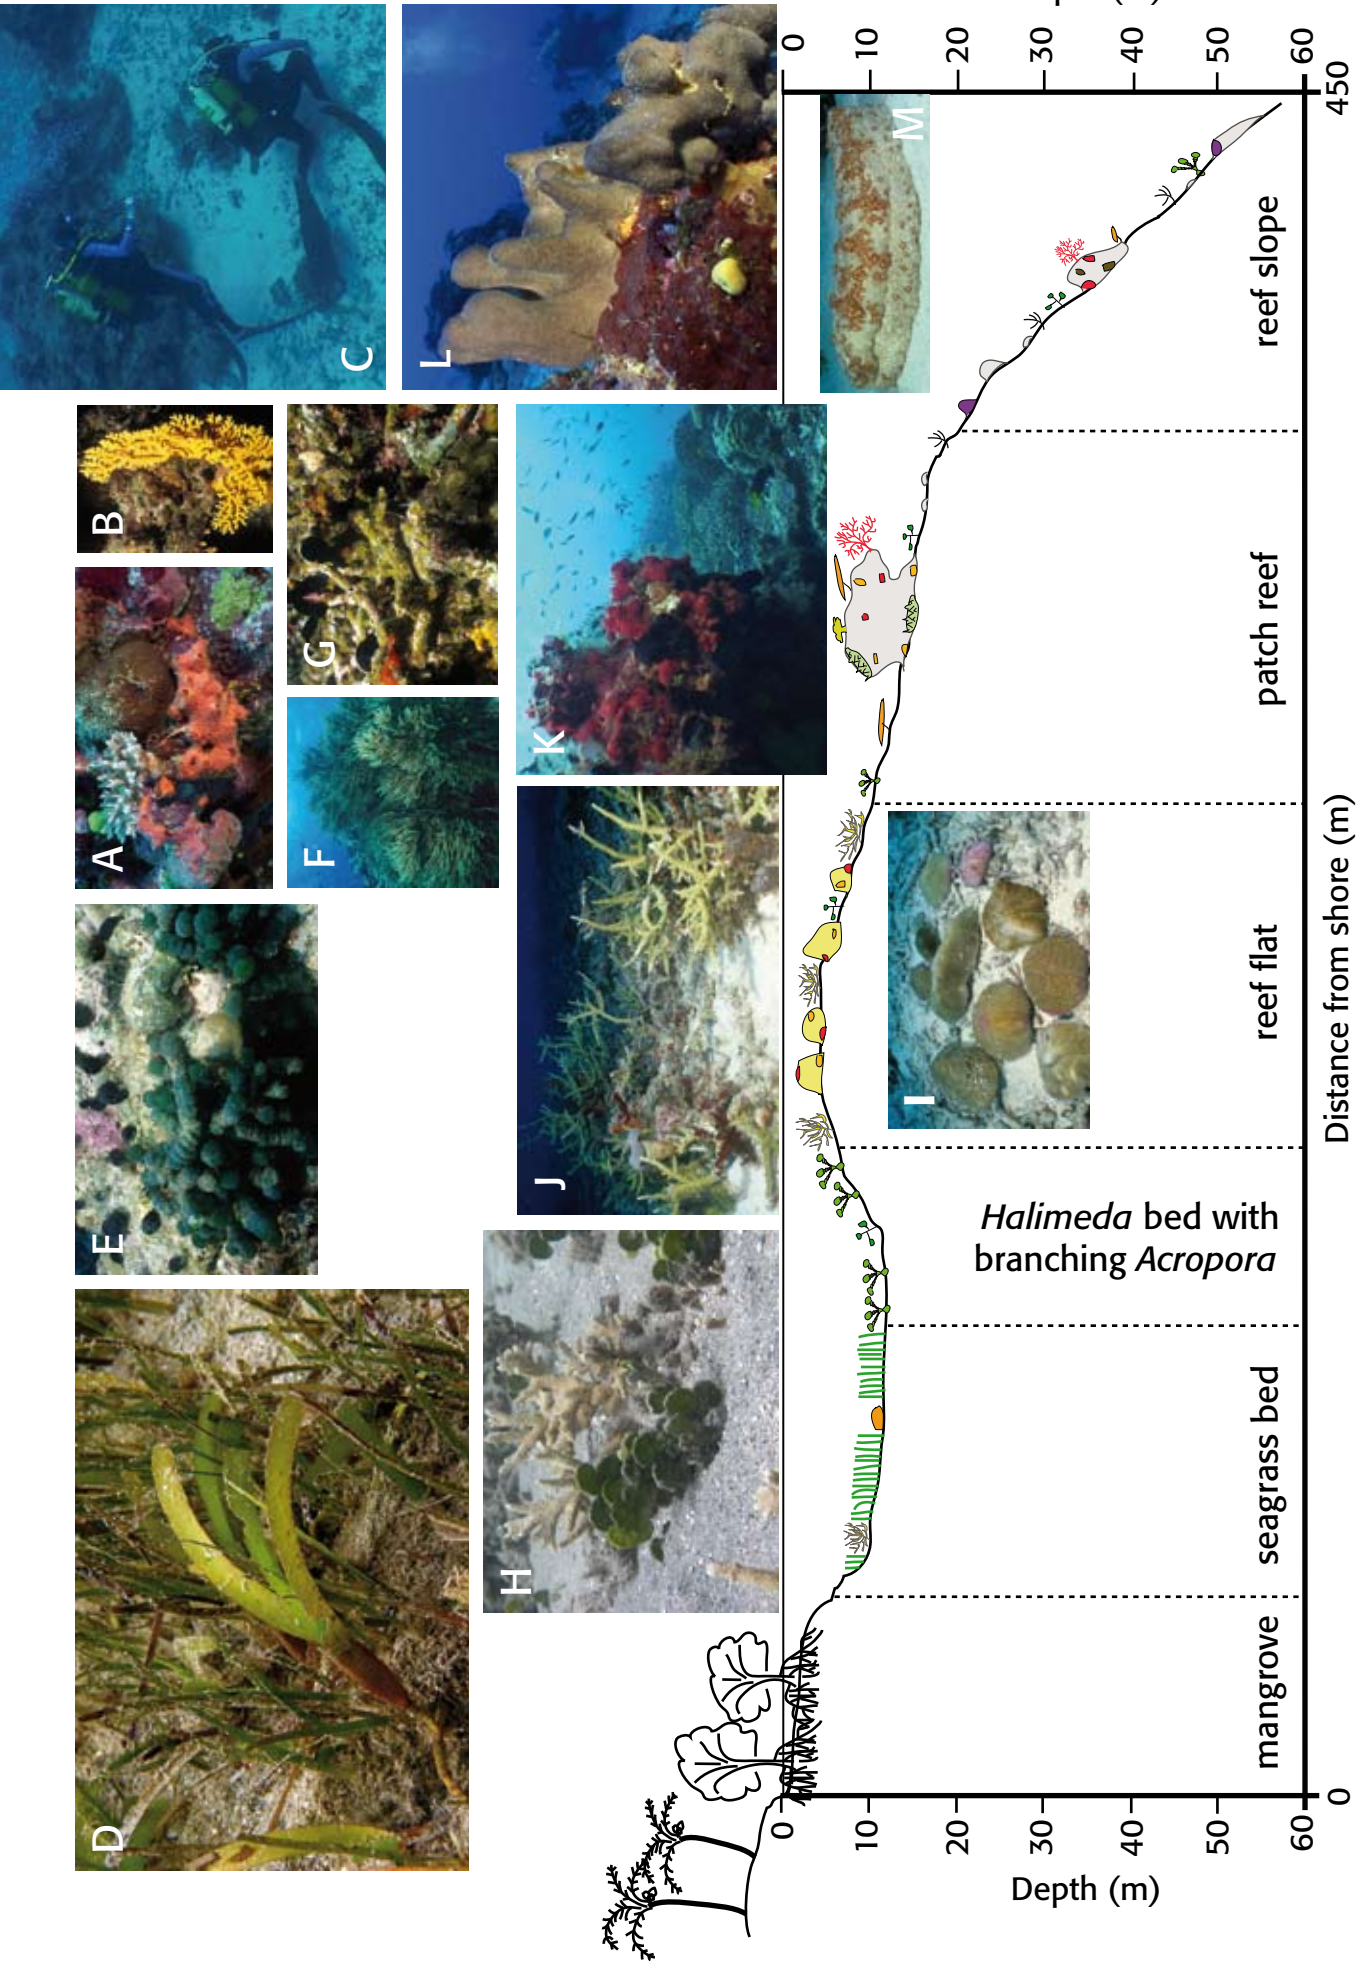 D
E
A
B
C
F
G
H
J
K
L
0
10
20
30
40
50
60
Depth (m)
0
10
20
30
40
50
60
I
M
mangrove
seagrass bed
Halimeda bed with
branching Acropora
reef flat
patch reef
reef slope
0
Distance from shore (m)
450